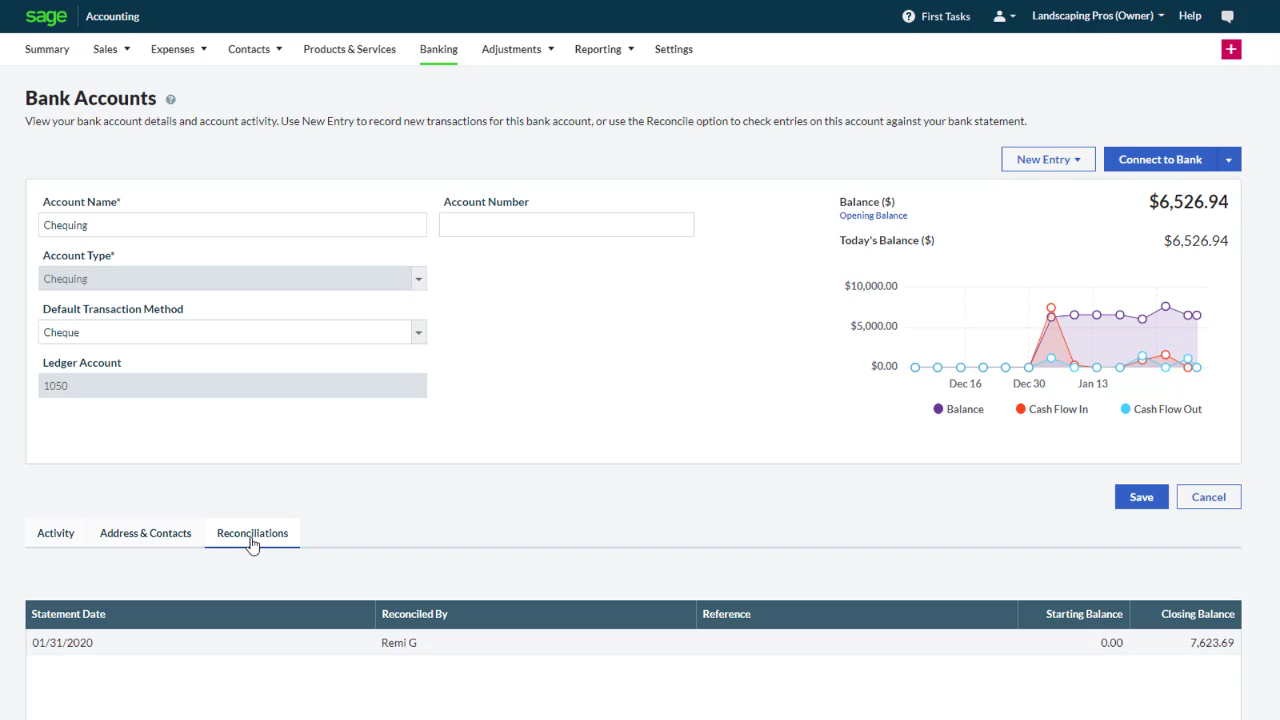 sage Accounting First Tasks Landscaping Pros (Owner) Help
Summary Sales Expenses Contacts Products & Services Banking Adjustments Reporting Settings
Bank Accounts
View your bank account details and account activity. Use New Entry to record new transactions for this bank account, or use the Reconcile option to check entries on this account against your bank statement.
New Entry Connect to Bank
Account Name* Account Number
Chequing
Account Type*
Chequing
Default Transaction Method
Cheque
Ledger Account
1050
Balance ($) $6,526.94
Opening Balance
Today's Balance ($) $6,526.94
$10,000.00
$5,000.00
$0.00
Dec 16 Dec 30 Jan 13
Balance Cash Flow In Cash Flow Out
Save Cancel
Activity Address & Contacts Reconciliations
Statement Date Reconciled By Reference Starting Balance Closing Balance
01/31/2020 Remi G 0.00 7,623.69